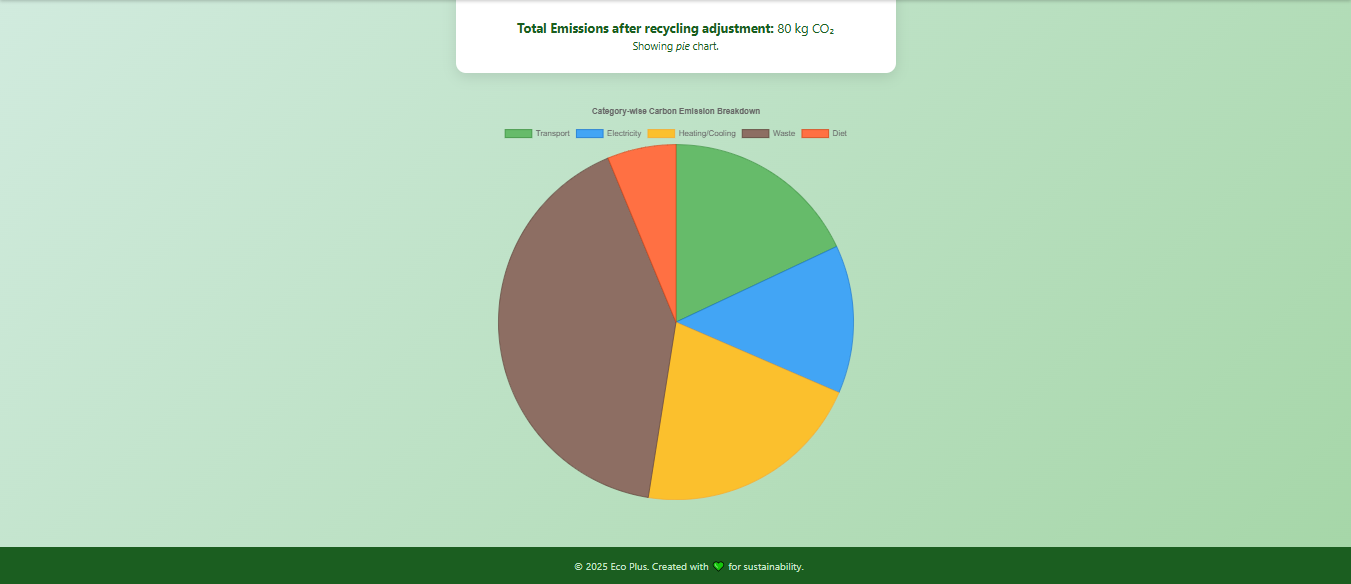 Total Emissions after recycling adjustment: 80 kg CO₂
Showing pie chart.
Category-wise Carbon Emission Breakdown
Transport Electricity Heating/Cooling Waste Diet
© 2025 Eco Plus. Created with 💚 for sustainability.